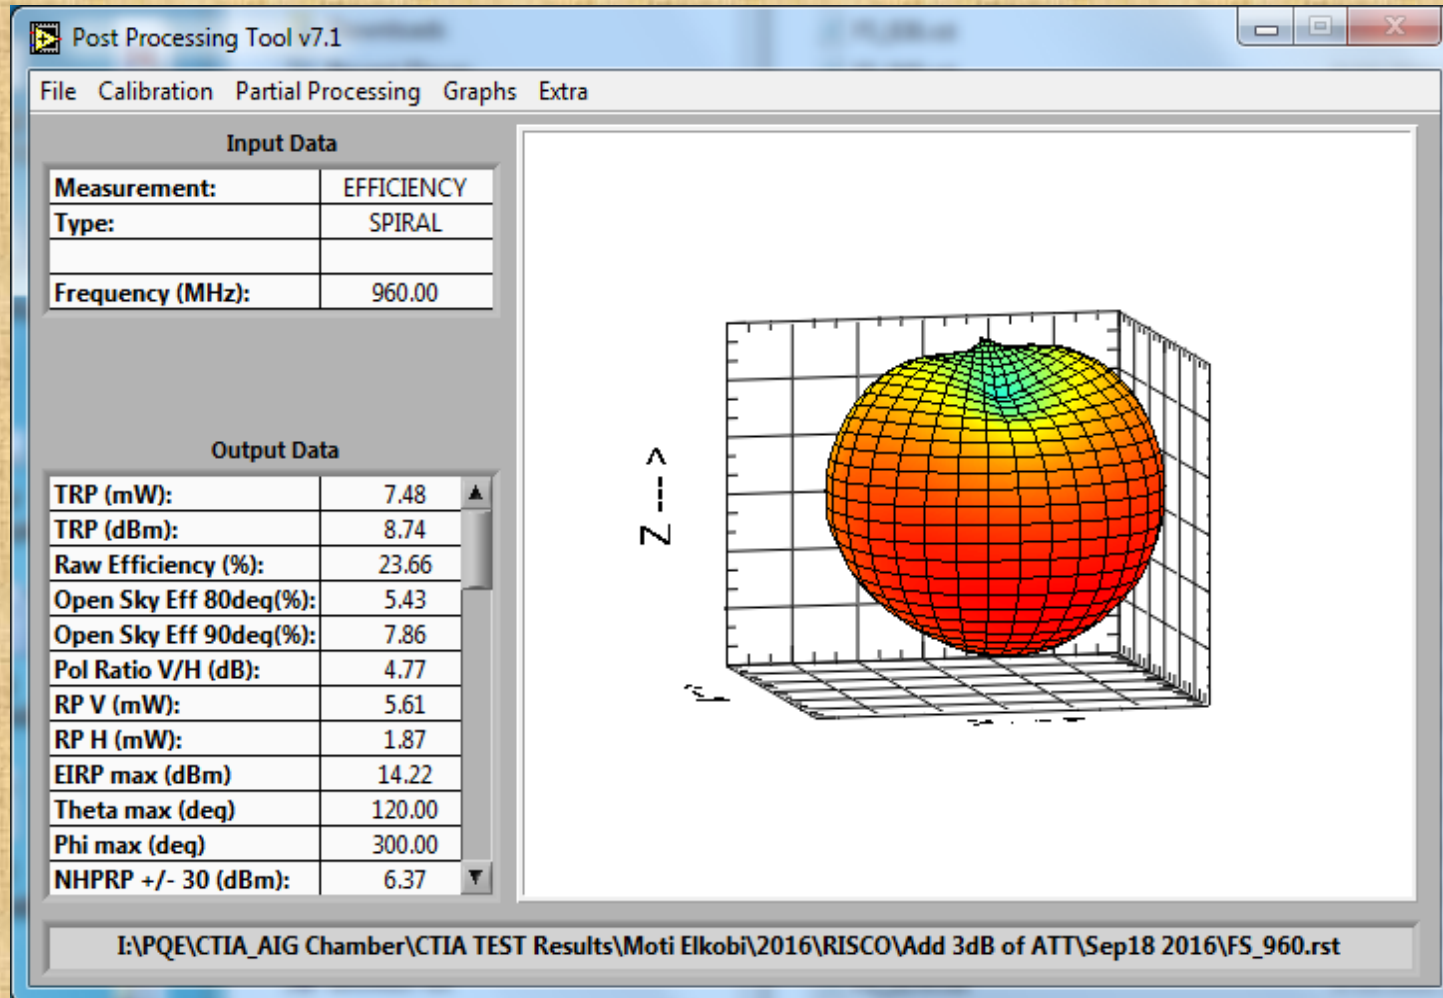 Post Processing Tool v7.1
File Calibration Partial Processing Graphs Extra
Input Data
Measurement: EFFICIENCY
Type: SPIRAL
Frequency (MHz): 960.00
Output Data
TRP (mW): 7.48
TRP (dBm): 8.74
Raw Efficiency (%): 23.66
Open Sky Eff 80deg(%): 5.43
Open Sky Eff 90deg(%): 7.86
Pol Ratio V/H (dB): 4.77
RP V (mW): 5.61
RP H (mW): 1.87
EIRP max (dBm) 14.22
Theta max (deg) 120.00
Phi max (deg) 300.00
NHPRP +/- 30 (dBm): 6.37
Z --->
I:\PQE\CTIA_AIG Chamber\CTIA TEST Results\Moti Elkobi\2016\RISCO\Add 3dB of ATT\Sep18 2016\FS_960.rst